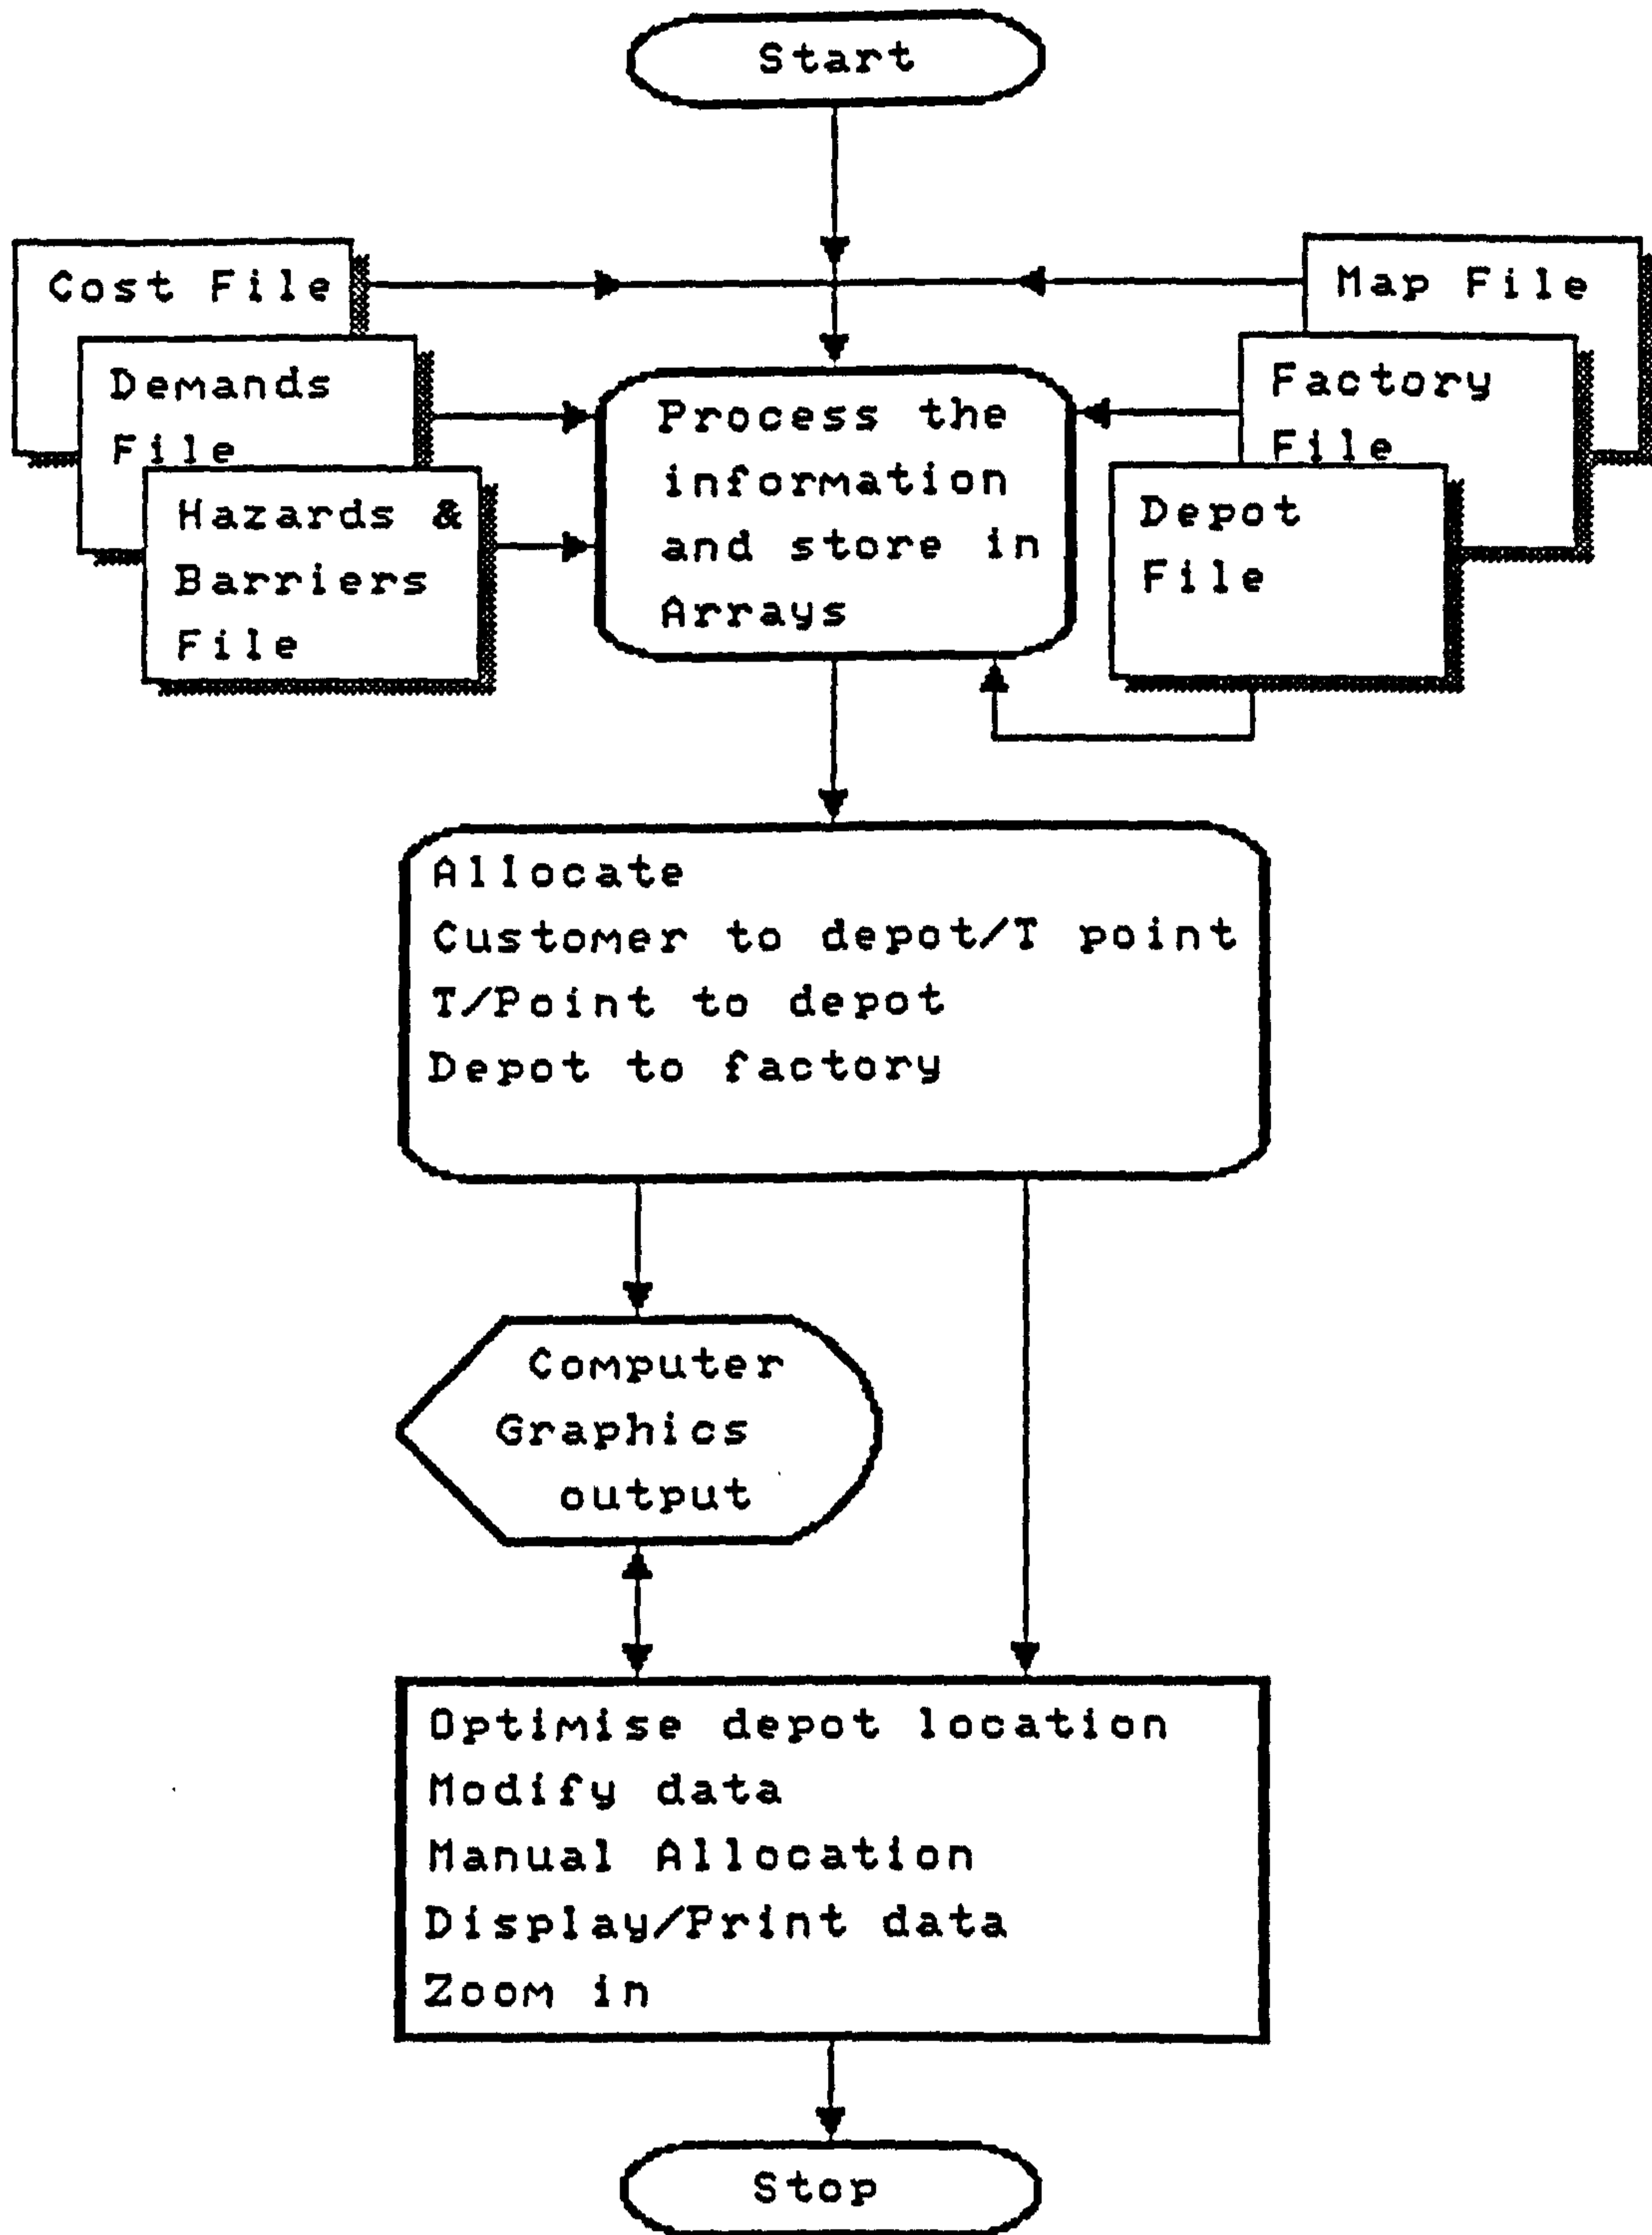 Start
Cost File
Map File
Demands
File
Factory
File
Hazards &
Barriers
File
Process the
information
and store in
Arrays
Depot
File
Allocate
Customer to depot/T point
T/Point to depot
Depot to factory
Computer
Graphics
output
Optimise depot location
Modify data
Manual Allocation
Display/Print data
Zoom in
Stop